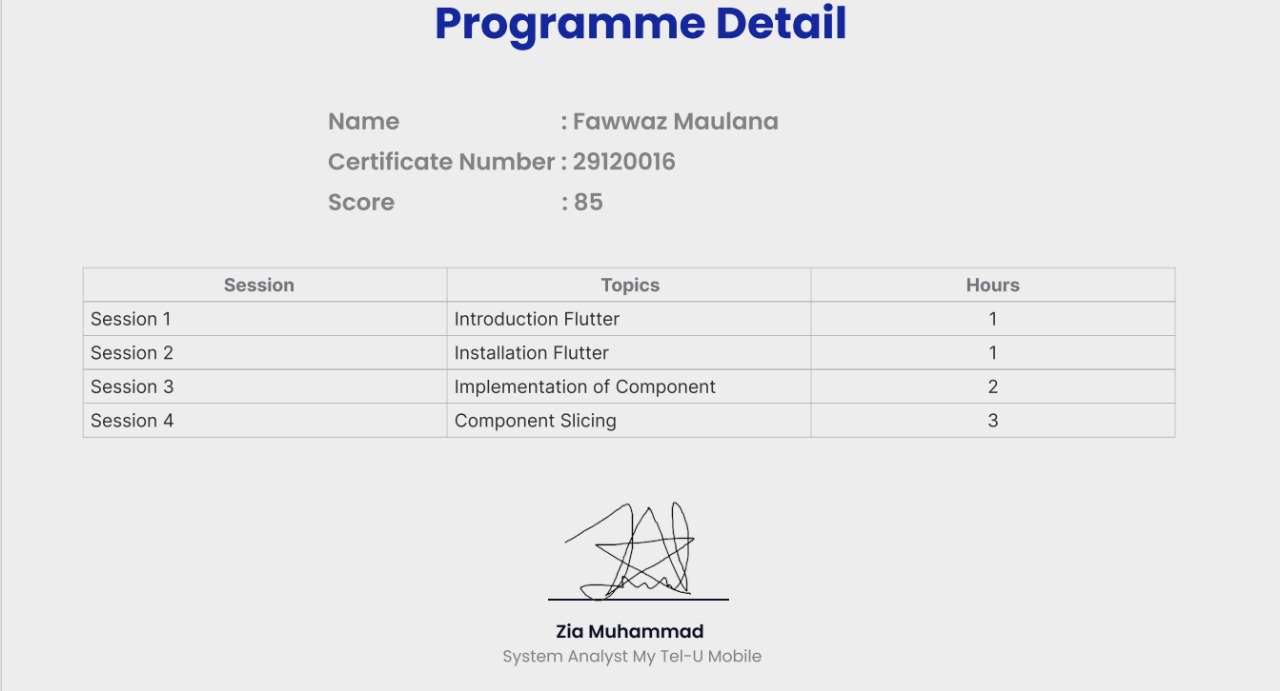 Programme Detail
Name : Fawwaz Maulana
Certificate Number : 29120016
Score : 85
Session Topics Hours
Session 1 Introduction Flutter 1
Session 2 Installation Flutter 1
Session 3 Implementation of Component 2
Session 4 Component Slicing 3
Zia Muhammad
System Analyst My Tel-U Mobile